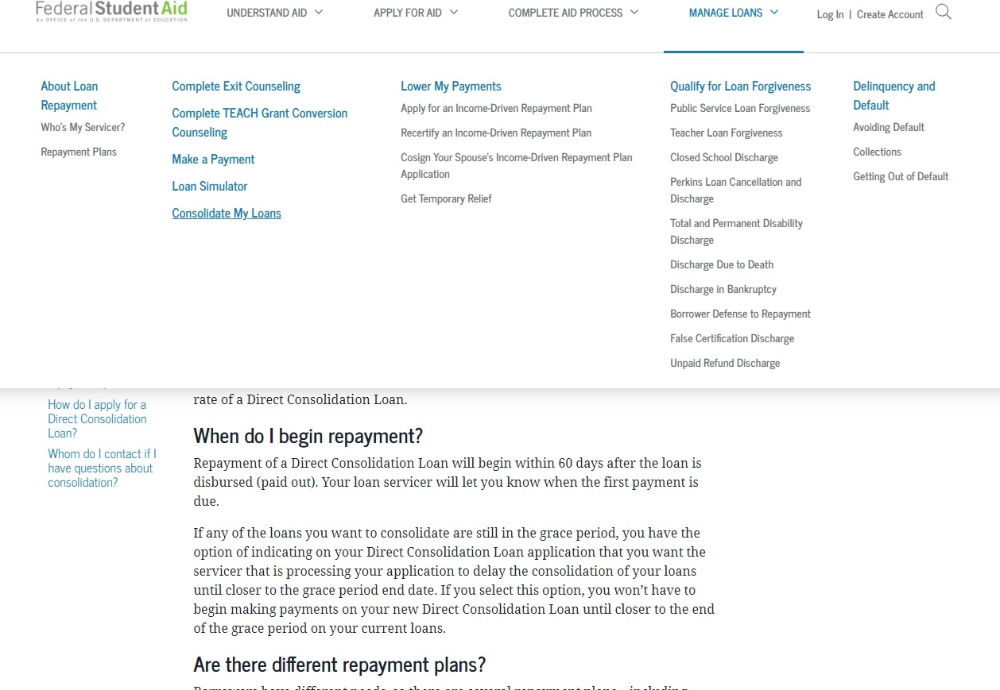 Federal Student Aid
An OFFICE of the U.S. DEPARTMENT of EDUCATION
UNDERSTAND AID
APPLY FOR AID
COMPLETE AID PROCESS
MANAGE LOANS
Log In | Create Account
About Loan
Repayment
Who's My Servicer?
Repayment Plans
Complete Exit Counseling
Complete TEACH Grant Conversion
Counseling
Make a Payment
Loan Simulator
Consolidate My Loans
Lower My Payments
Apply for an Income-Driven Repayment Plan
Recertify an Income-Driven Repayment Plan
Cosign Your Spouse's Income-Driven Repayment Plan
Application
Get Temporary Relief
Qualify for Loan Forgiveness
Public Service Loan Forgiveness
Teacher Loan Forgiveness
Closed School Discharge
Perkins Loan Cancellation and
Discharge
Total and Permanent Disability
Discharge
Discharge Due to Death
Discharge in Bankruptcy
Borrower Defense to Repayment
False Certification Discharge
Unpaid Refund Discharge
Delinquency and
Default
Avoiding Default
Collections
Getting Out of Default
How do I apply for a
Direct Consolidation
Loan?
Whom do I contact if I
have questions about
consolidation?
rate of a Direct Consolidation Loan.
When do I begin repayment?
Repayment of a Direct Consolidation Loan will begin within 60 days after the loan is
disbursed (paid out). Your loan servicer will let you know when the first payment is
due.
If any of the loans you want to consolidate are still in the grace period, you have the
option of indicating on your Direct Consolidation Loan application that you want the
servicer that is processing your application to delay the consolidation of your loans
until closer to the grace period end date. If you select this option, you won't have to
begin making payments on your new Direct Consolidation Loan until closer to the end
of the grace period on your current loans.
Are there different repayment plans?